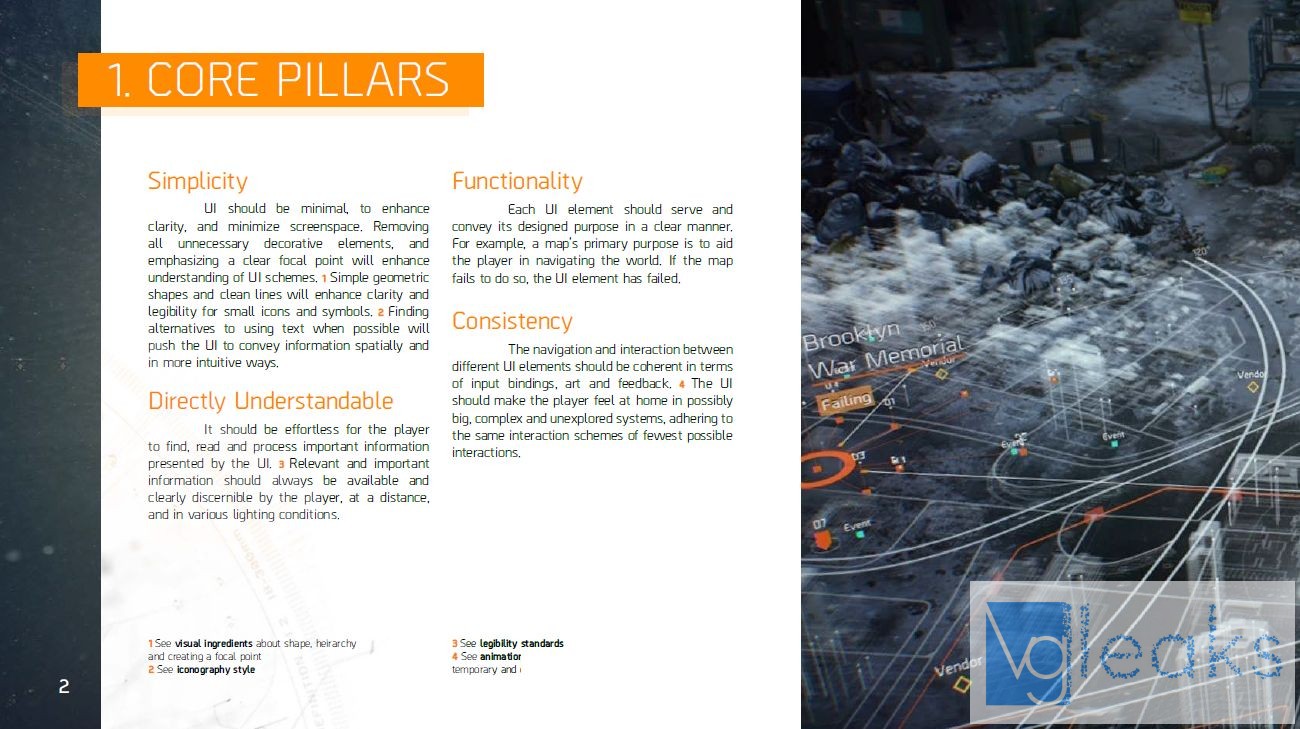 1. CORE PILLARS
Simplicity
UI should be minimal, to enhance
clarity, and minimize screenspace. Removing
all unnecessary decorative elements, and
emphasizing a clear focal point will enhance
understanding of UI schemes. 1 Simple geometric
shapes and clean lines will enhance clarity and
legibility for small icons and symbols. 2 Finding
alternatives to using text when possible will
push the UI to convey information spatially and
in more intuitive ways.
Directly Understandable
It should be effortless for the player
to find, read and process important information
presented by the UI. 3 Relevant and important
information should always be available and
clearly discernible by the player, at a distance,
and in various lighting conditions.
1 See visual ingredients about shape, heirarchy
and creating a focal point
2 See iconography style
Functionality
Each UI element should serve and
convey its designed purpose in a clear manner.
For example, a map's primary purpose is to aid
the player in navigating the world. If the map
fails to do so, the UI element has failed.
Consistency
The navigation and interaction between
different UI elements should be coherent in terms
of input bindings, art and feedback. 4 The UI
should make the player feel at home in possibly
big, complex and unexplored systems, adhering to
the same interaction schemes of fewest possible
interactions.
3 See legibility standards
4 See animation
temporary and
2
120°
Brooklyn
War Memorial
Failing
Vendor
Vendor
Event
Event
Event
Vendor
vgleaks